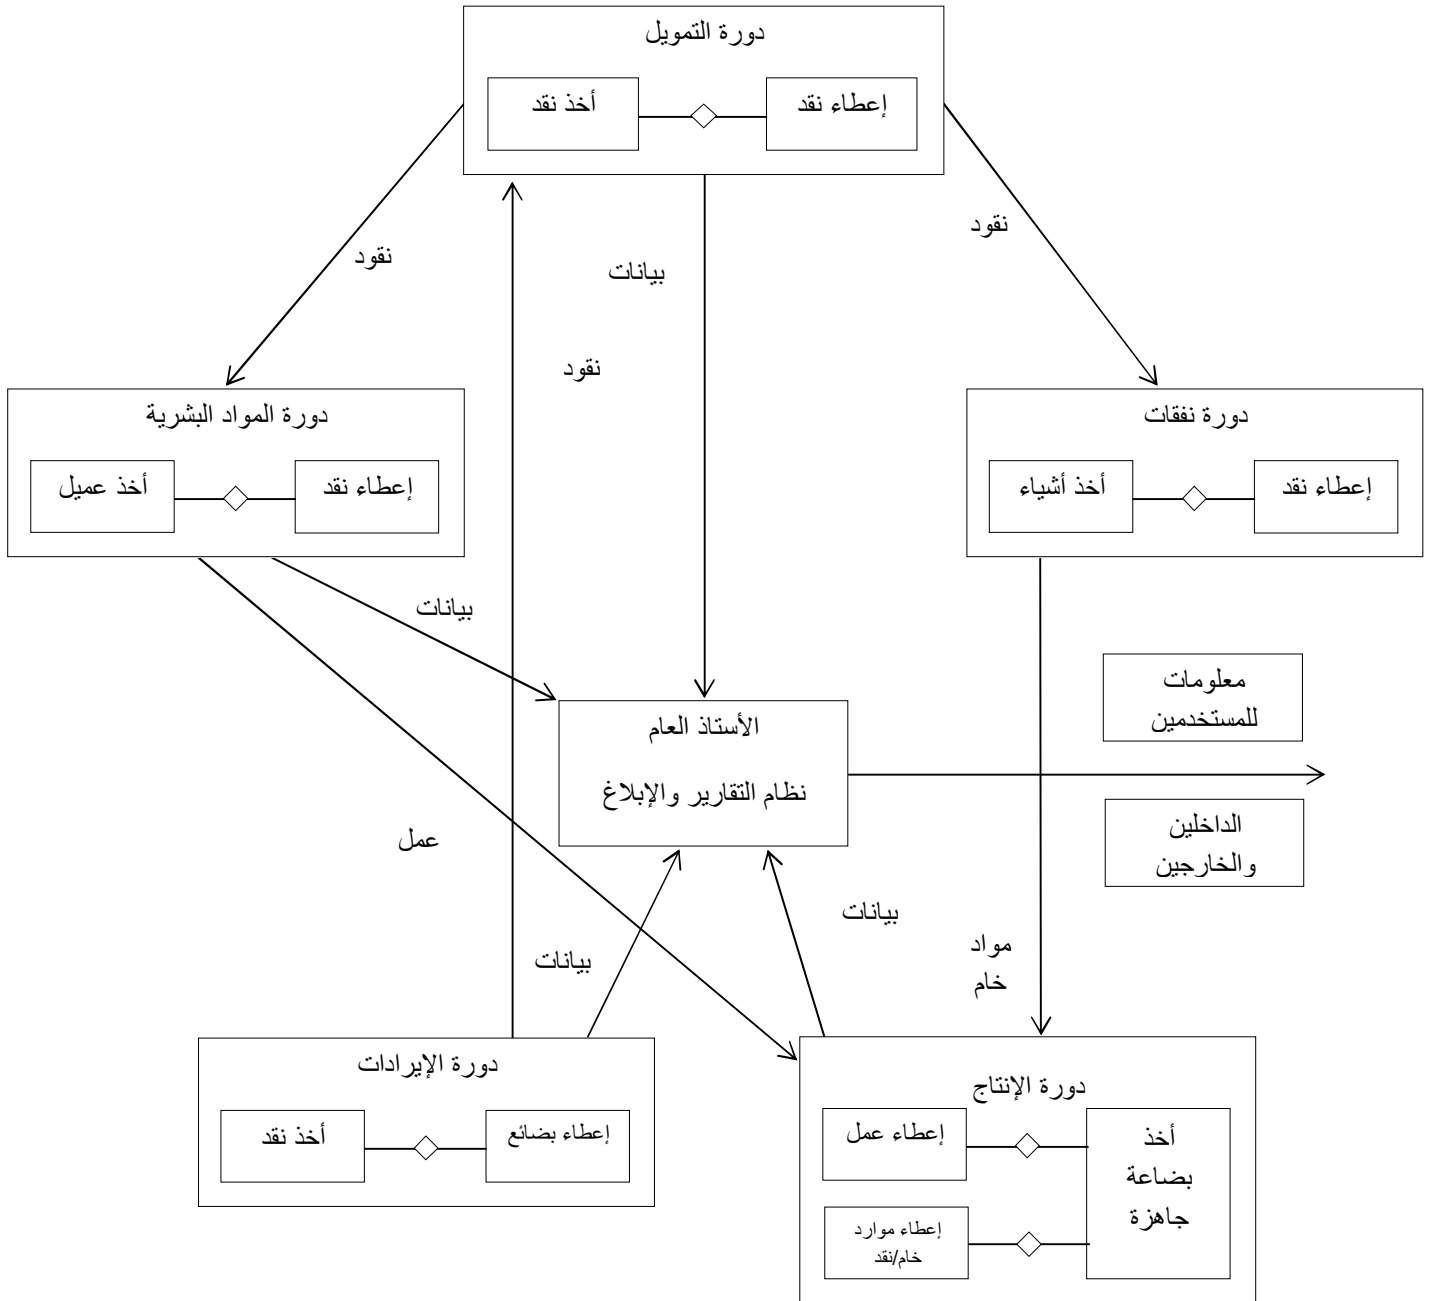 دورة التمويل
إعطاء نقد
أخذ نقد
نقود
نقود
بيانات
نقود
دورة نفقات
إعطاء نقد
أخذ أشياء
دورة المواد البشرية
إعطاء نقد
أخذ عميل
بيانات
معلومات
للمستخدمين
الأستاذ العام
نظام التقارير والإبلاغ
الداخلين
والخارجين
عمل
بيانات
مواد
خام
بيانات
دورة الإنتاج
أخذ
بضاعة
جاهزة
إعطاء عمل
إعطاء موارد
خام/نقد
دورة الإيرادات
إعطاء بضائع
أخذ نقد